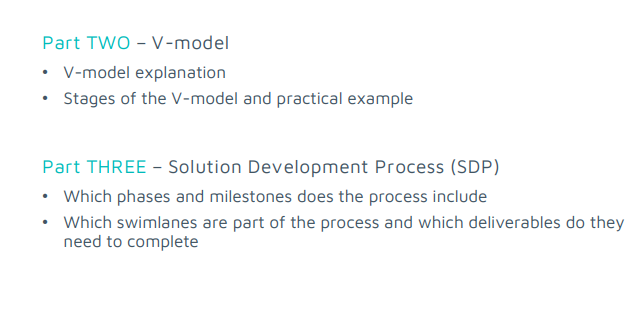 Part TWO – V-model
• V-model explanation
• Stages of the V-model and practical example
Part THREE – Solution Development Process (SDP)
• Which phases and milestones does the process include
• Which swimlanes are part of the process and which deliverables do they
need to complete